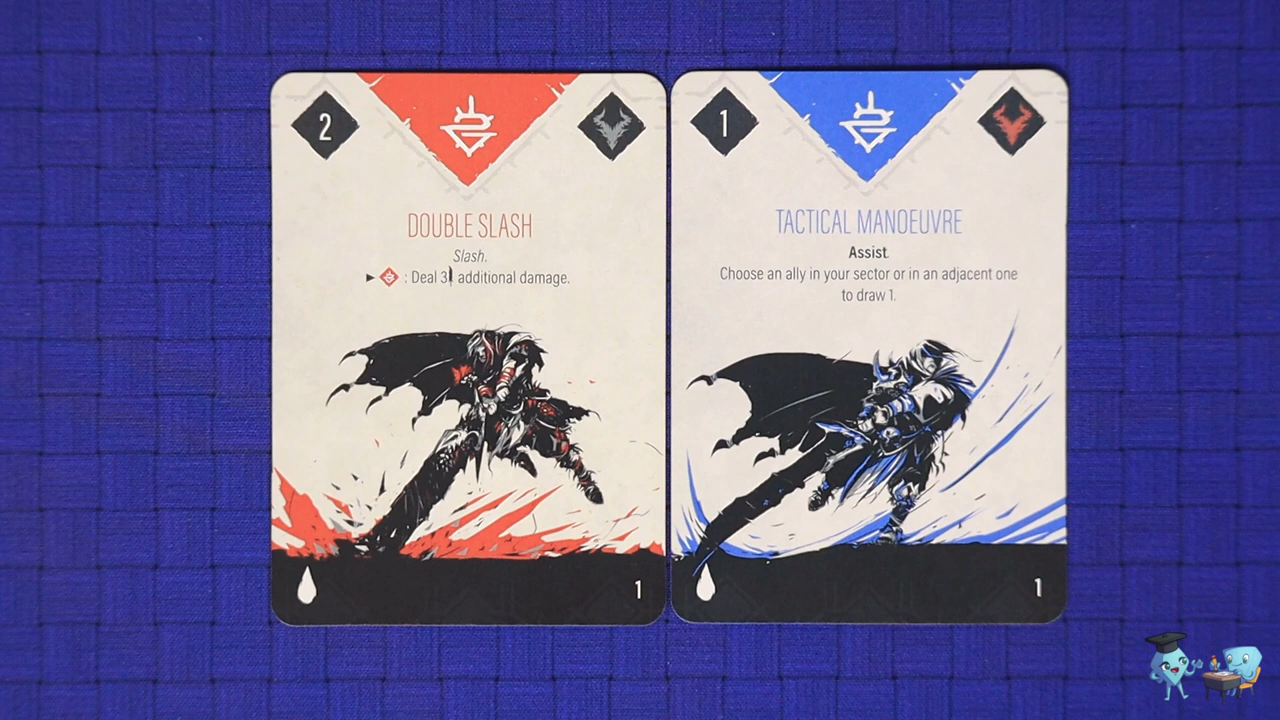 2
DOUBLE SLASH
Slash.
: Deal 3 additional damage.
1
1
TACTICAL MANOEUVRE
Assist.
Choose an ally in your sector or in an adjacent one
to draw 1.
1